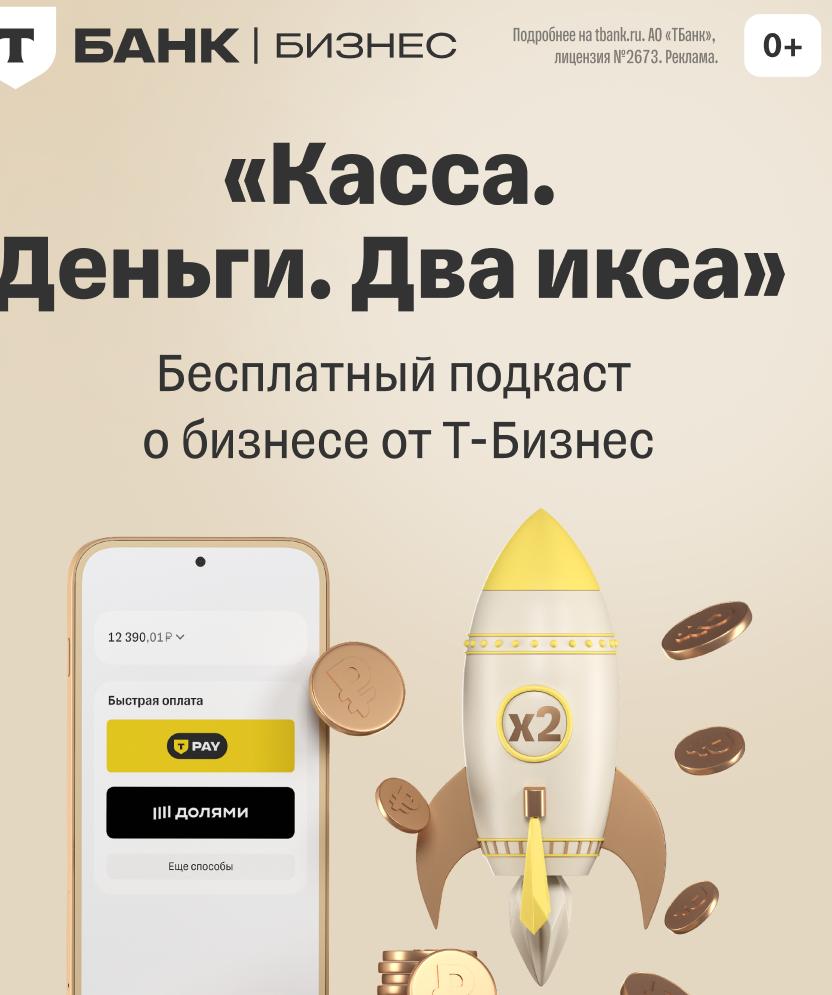 Т БАНК | БИЗНЕС
Подробнее на tbank.ru. АО «ТБанк»,
лицензия №2673. Реклама.
0+
«Касса.
Деньги. Два икса»
Бесплатный подкаст
о бизнесе от Т-Бизнес
12 390,01 ₽
Быстрая оплата
Т PAY
ДОЛЯМИ
Еще способы
x2